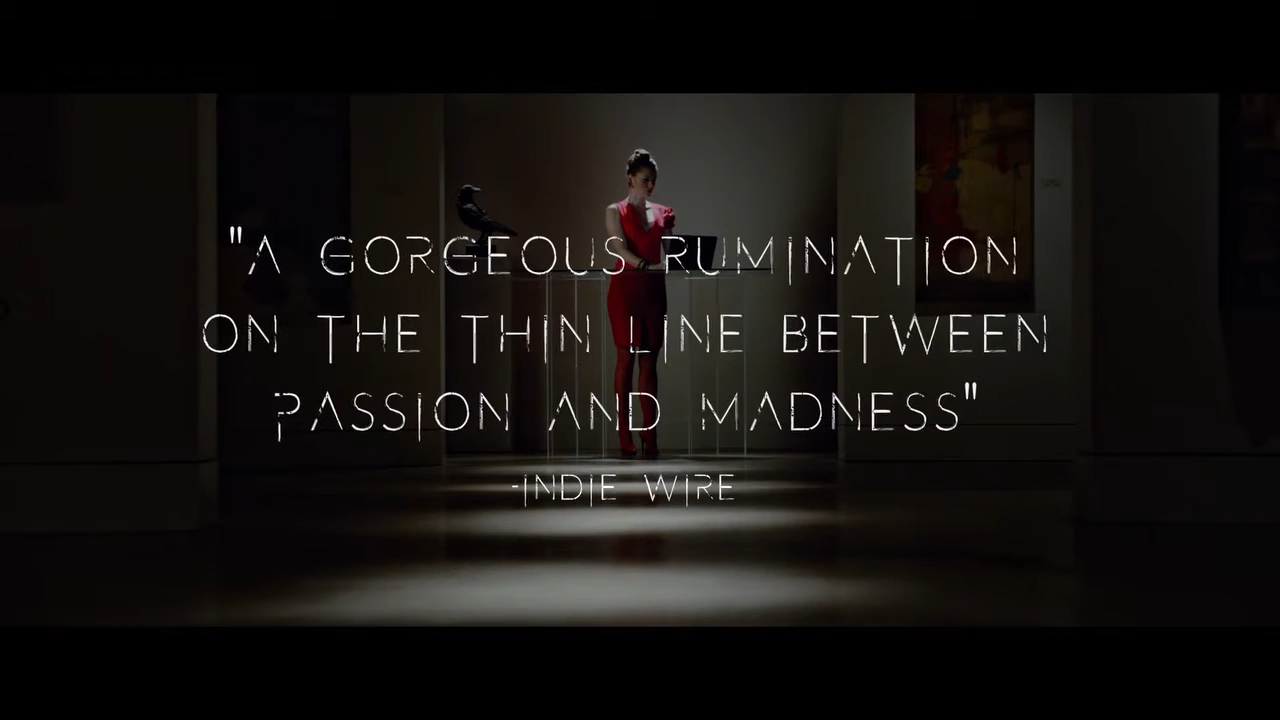 "A GORGEOUS RUMINATION
ON THE THIN LINE BETWEEN
PASSION AND MADNESS"
-INDIE WIRE